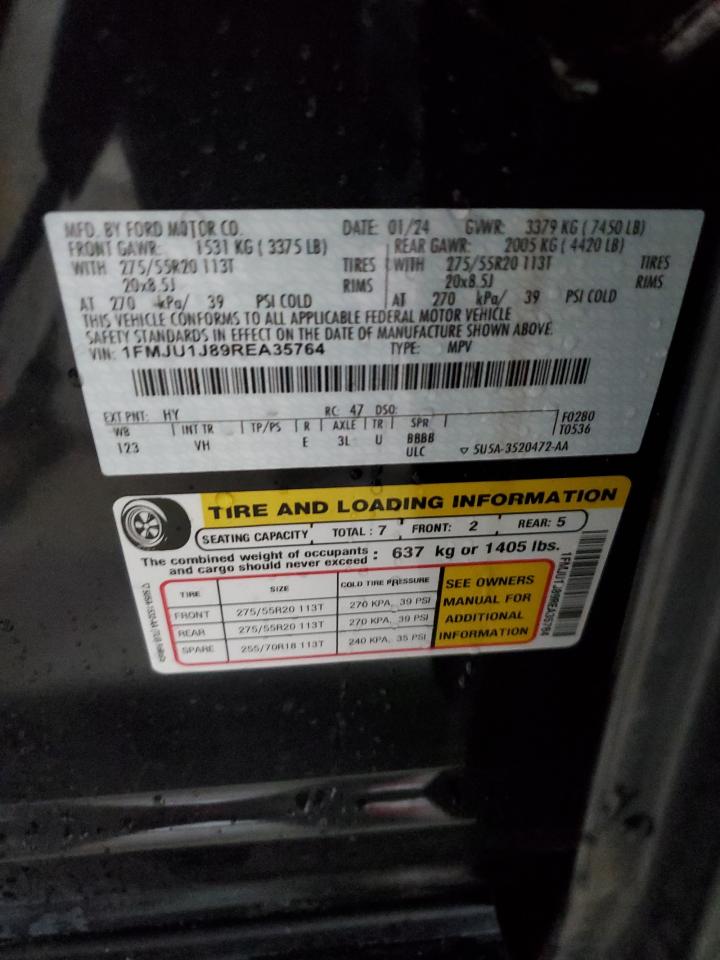 MFD. BY FORD MOTOR CO. DATE: 01/24 GVWR: 3379 KG ( 7450 LB)
FRONT GAWR: 1531 KG ( 3375 LB) REAR GAWR: 2005 KG ( 4420 LB)
WITH 275/55R20 113T TIRES WITH 275/55R20 113T TIRES
20x8.5J RIMS 20x8.5J RIMS
AT 270 kPa/ 39 PSI COLD AT 270 kPa/ 39 PSI COLD
THIS VEHICLE CONFORMS TO ALL APPLICABLE FEDERAL MOTOR VEHICLE
SAFETY STANDARDS IN EFFECT ON THE DATE OF MANUFACTURE SHOWN ABOVE.
VIN: 1FMJU1J89REA35764 TYPE: MPV
EXT PNT: HY RC: 47 DSO: F0280
WB INT TR TP/PS R AXLE TR SPR T0536
123 VH E 3L U BBBB
ULC ▽ 5U5A-3520472-AA
TIRE AND LOADING INFORMATION
SEATING CAPACITY TOTAL : 7 FRONT: 2 REAR: 5
The combined weight of occupants
and cargo should never exceed : 637 kg or 1405 lbs.
TIRE SIZE COLD TIRE PRESSURE
FRONT 275/55R20 113T 270 KPA, 39 PSI
REAR 275/55R20 113T 270 KPA, 39 PSI
SPARE 255/70R18 113T 240 KPA, 35 PSI
SEE OWNERS
MANUAL FOR
ADDITIONAL
INFORMATION
1FMJU1J89REA35764